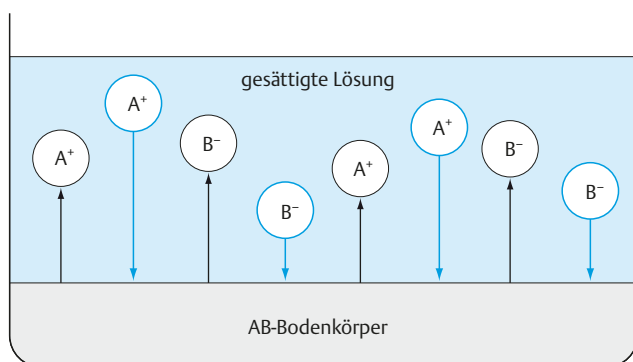 gesättigte Lösung
A⁺
A⁺
B⁻
B⁻
A⁺
A⁺
B⁻
B⁻
AB-Bodenkörper